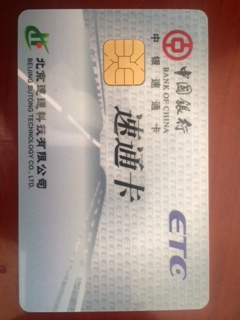 中国银行
BANK OF CHINA
中银速通卡
ETC
速通卡
北京速通科技有限公司
BEIJING SUTONG TECHNOLOGY CO., LTD.